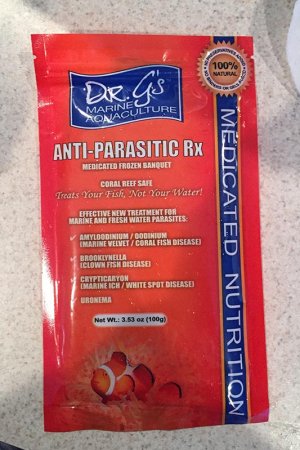 DR. G's
MARINE
AQUACULTURE
100%
NATURAL
ANTI-PARASITIC Rx
MEDICATED FROZEN BANQUET
CORAL REEF SAFE
Treats Your Fish, Not Your Water!
EFFECTIVE NEW TREATMENT FOR
MARINE AND FRESH WATER PARASITES:
AMYLOODINIUM / OODINIUM
(MARINE VELVET / CORAL FISH DISEASE)
BROOKLYNELLA
(CLOWN FISH DISEASE)
CRYPTICARYON
(MARINE ICH / WHITE SPOT DISEASE)
URONEMA
Net Wt.: 3.53 oz (100g)
MEDICATED NUTRITION